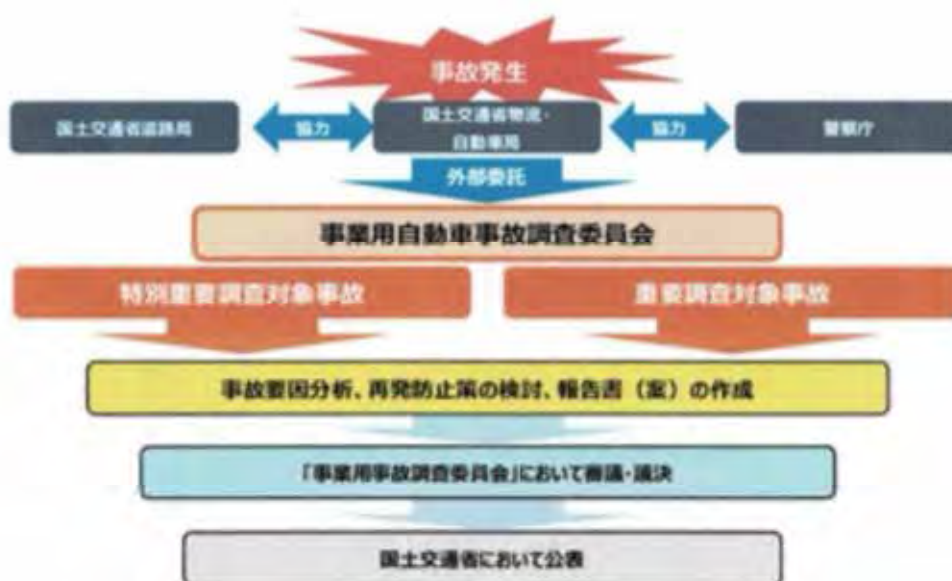 事故発生
国土交通省道路局
協力
国土交通省物流・
自動車局
協力
警察庁
外部委託
事業用自動車事故調査委員会
特別重要調査対象事故
重要調査対象事故
事故要因分析、再発防止策の検討、報告書（案）の作成
「事業用事故調査委員会」において審議・議決
国土交通省において公表